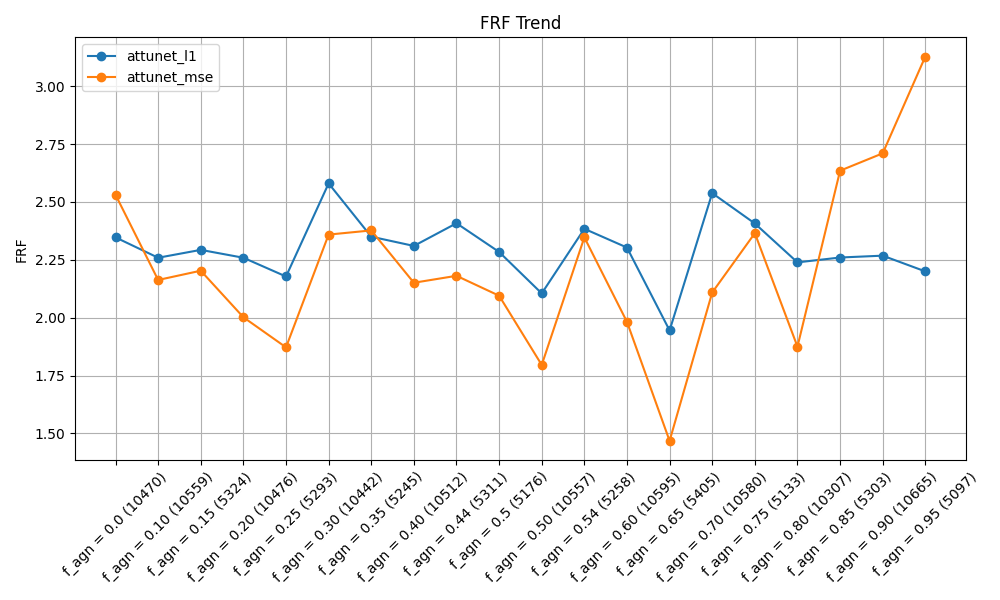 FRF Trend
attunet_l1
attunet_mse
3.00
2.75
2.50
2.25
2.00
1.75
1.50
FRF
f_agn = 0.0 (10470)
f_agn = 0.10 (10559)
f_agn = 0.15 (5324)
f_agn = 0.20 (10476)
f_agn = 0.25 (5293)
f_agn = 0.30 (10442)
f_agn = 0.35 (5245)
f_agn = 0.40 (10512)
f_agn = 0.44 (5311)
f_agn = 0.5 (5176)
f_agn = 0.50 (10557)
f_agn = 0.54 (5258)
f_agn = 0.60 (10595)
f_agn = 0.65 (5405)
f_agn = 0.70 (10580)
f_agn = 0.75 (5133)
f_agn = 0.80 (10307)
f_agn = 0.85 (5303)
f_agn = 0.90 (10665)
f_agn = 0.95 (5097)